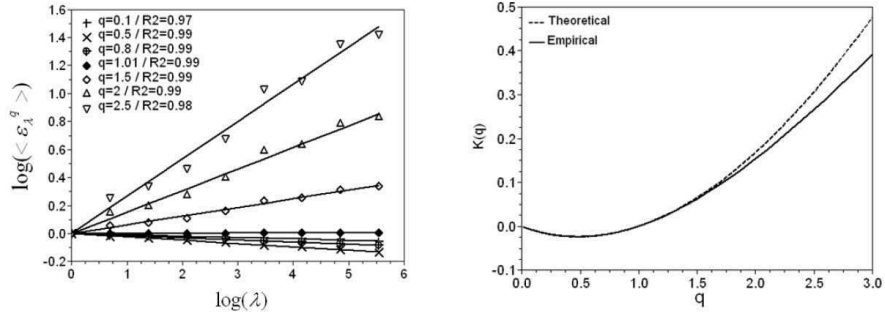 1.6
1.4
1.2
1.0
0.8
0.6
0.4
0.2
0.0
-0.2
log(< ε_λ^q >)
q=0.1 / R2=0.97
q=0.5 / R2=0.99
q=0.8 / R2=0.99
q=1.01 / R2=0.99
q=1.5 / R2=0.99
q=2 / R2=0.99
q=2.5 / R2=0.98
0 1 2 3 4 5 6
log(λ)
0.5
0.4
0.3
0.2
0.1
0.0
-0.1
K(q)
Theoretical
Empirical
0.0 0.5 1.0 1.5 2.0 2.5 3.0
q